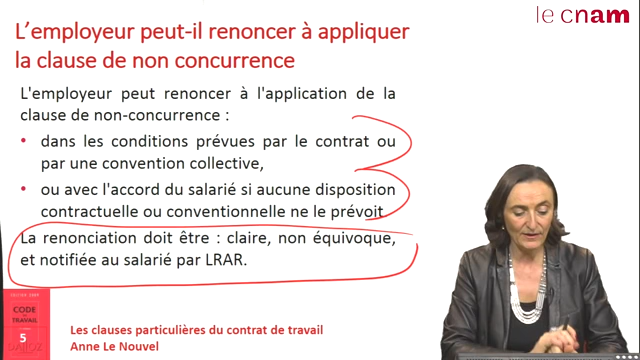 le cnam
L'employeur peut-il renoncer à appliquer
la clause de non concurrence
L'employeur peut renoncer à l'application de la
clause de non-concurrence :
• dans les conditions prévues par le contrat ou
par une convention collective,
• ou avec l'accord du salarié si aucune disposition
contractuelle ou conventionnelle ne le prévoit
La renonciation doit être : claire, non équivoque,
et notifiée au salarié par LRAR.
CODE
TRAVAIL
5
Les clauses particulières du contrat de travail
Anne Le Nouvel